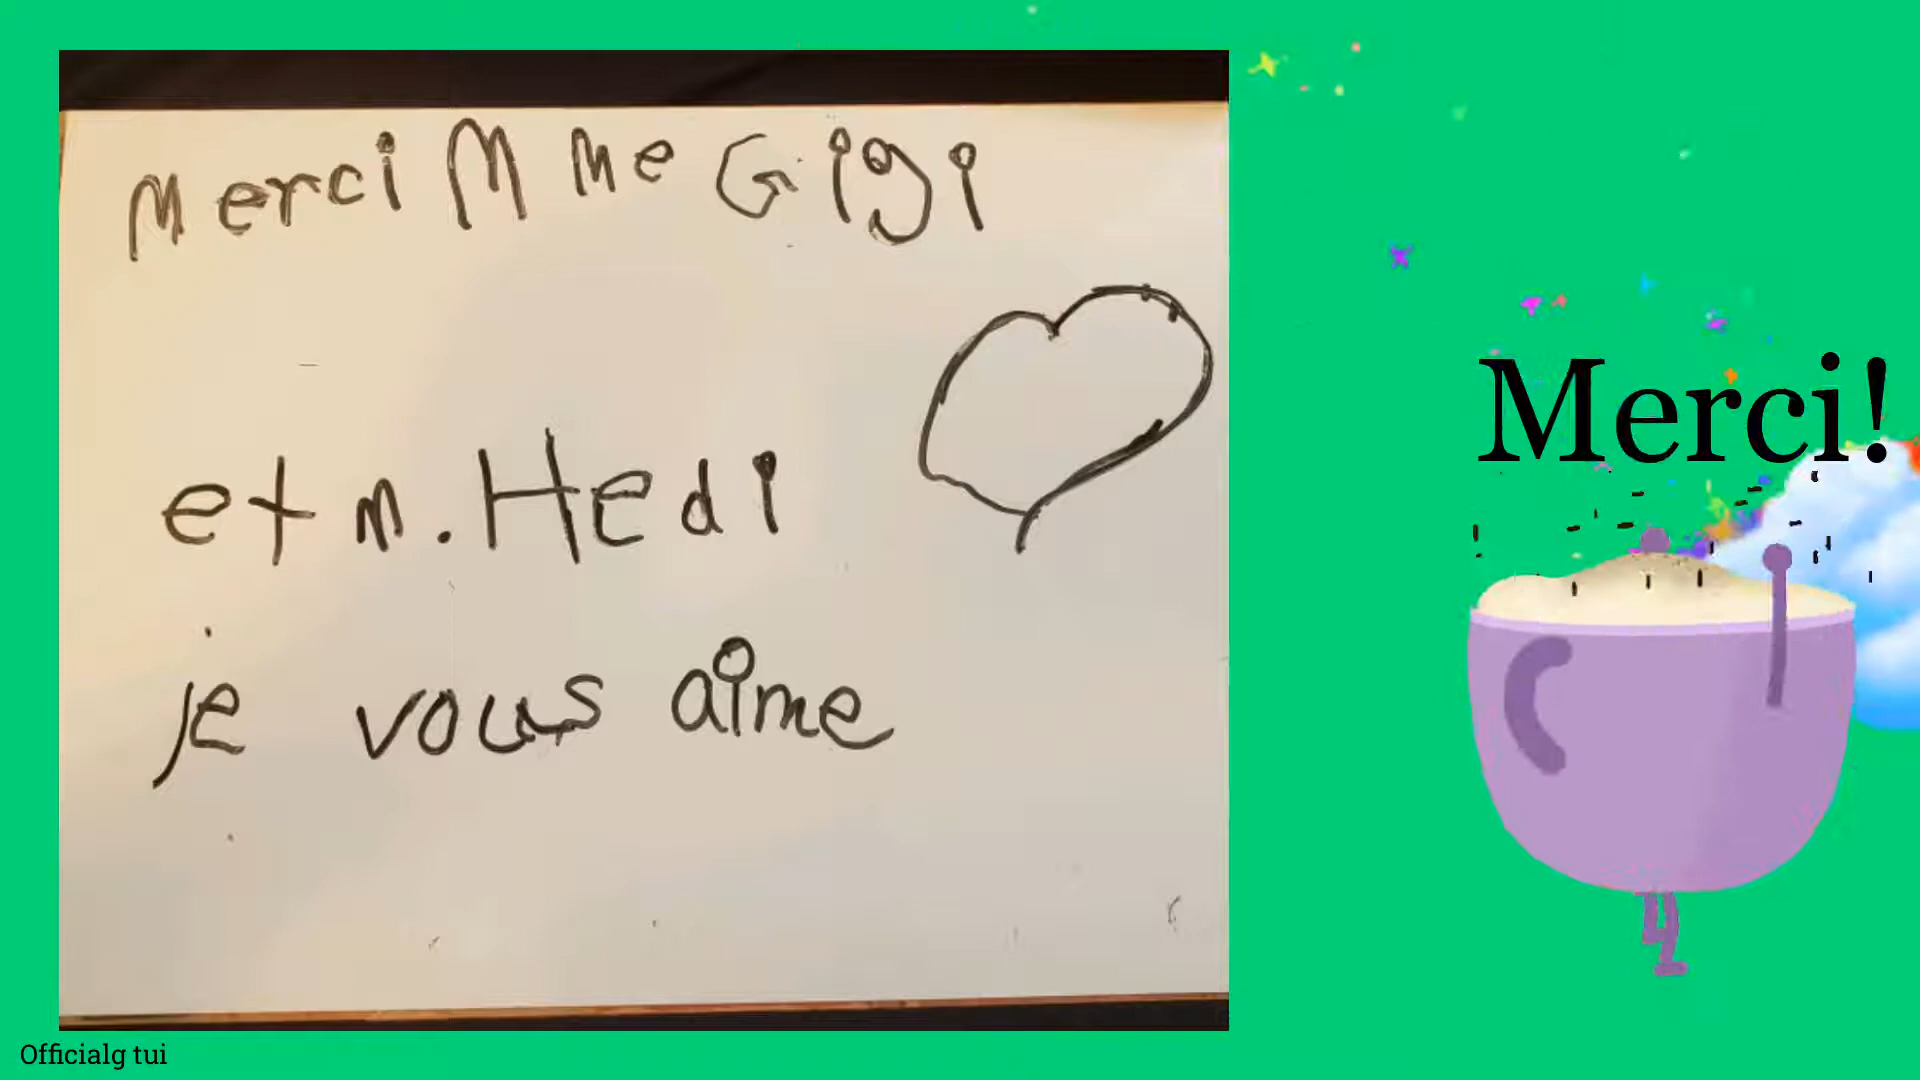 Merci Mme Gigi
et m. Hedi
je vous aime
Merci!
Officialg tui